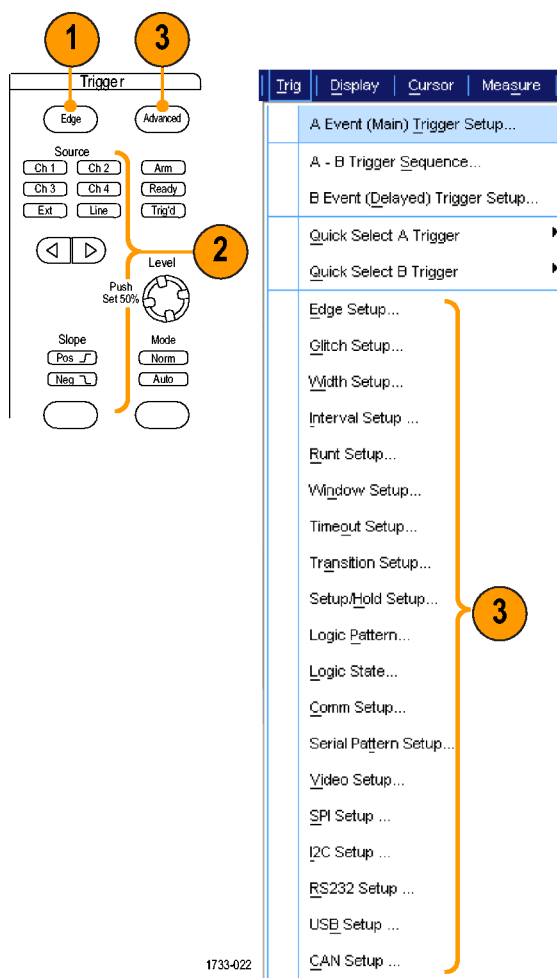 1
3
Trigger
Edge
Advanced
Source
Ch 1 Ch 2 Arm
Ch 3 Ch 4 Ready
Ext Line Trig'd
2
Level
Push
Set 50%
Slope Mode
Pos Norm
Neg Auto
Trig Display Cursor Measure
A Event (Main) Trigger Setup...
A - B Trigger Sequence...
B Event (Delayed) Trigger Setup...
Quick Select A Trigger
Quick Select B Trigger
Edge Setup...
Glitch Setup...
Width Setup...
Interval Setup ...
Runt Setup...
Window Setup...
Timeout Setup...
Transition Setup...
Setup/Hold Setup...
3
Logic Pattern...
Logic State...
Comm Setup...
Serial Pattern Setup...
Video Setup...
SPI Setup ...
I2C Setup ...
RS232 Setup ...
USB Setup ...
CAN Setup ...
1733-022